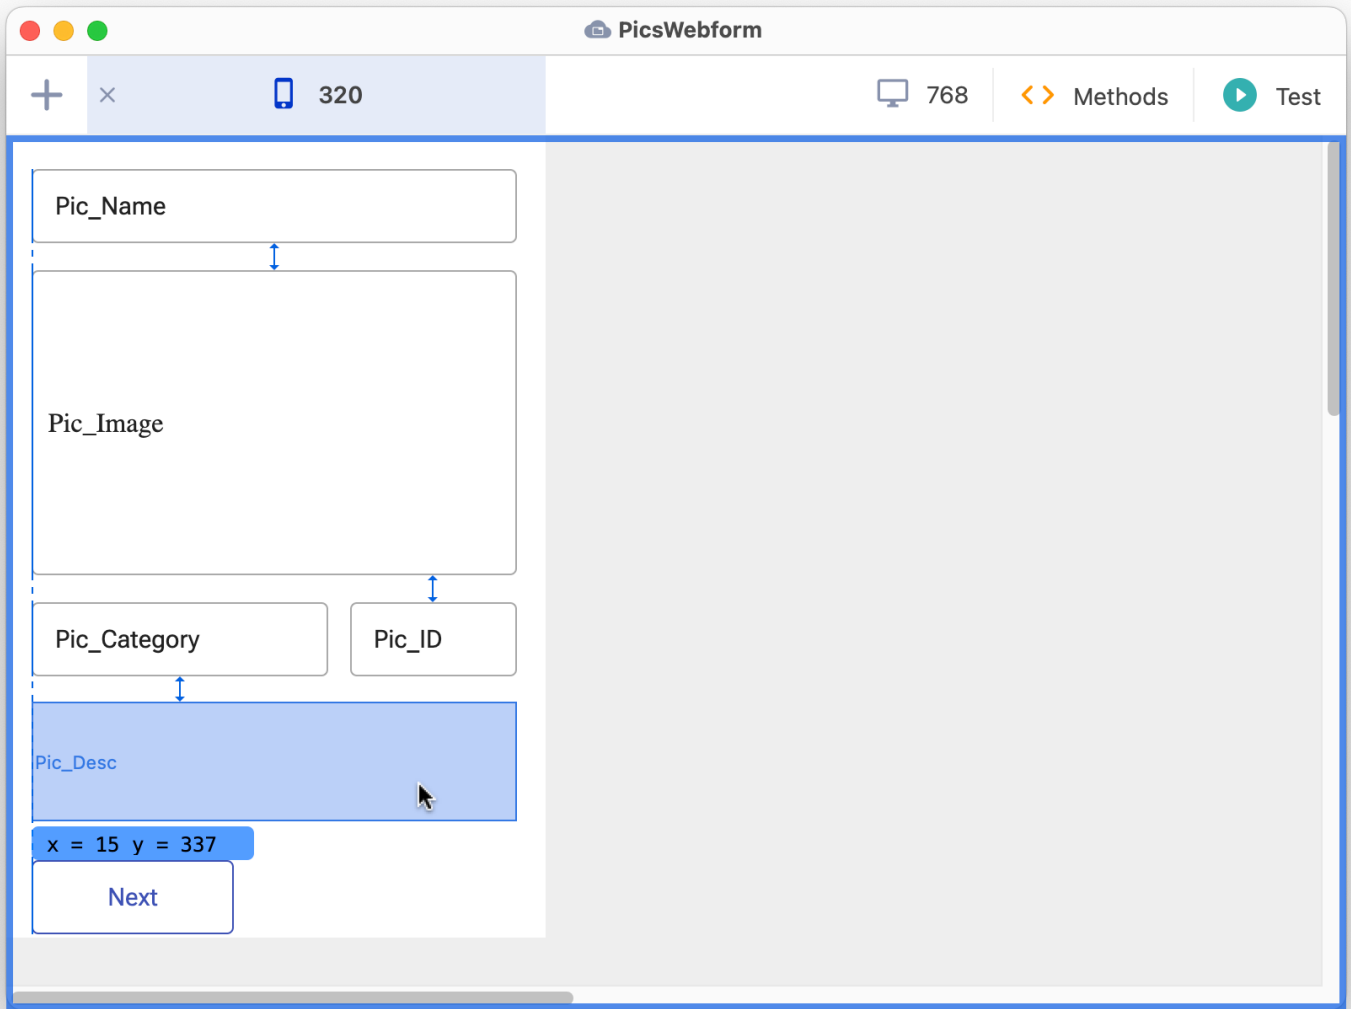 PicsWebform
320
768
Methods
Test
Pic_Name
Pic_Image
Pic_Category
Pic_ID
Pic_Desc
x = 15 y = 337
Next